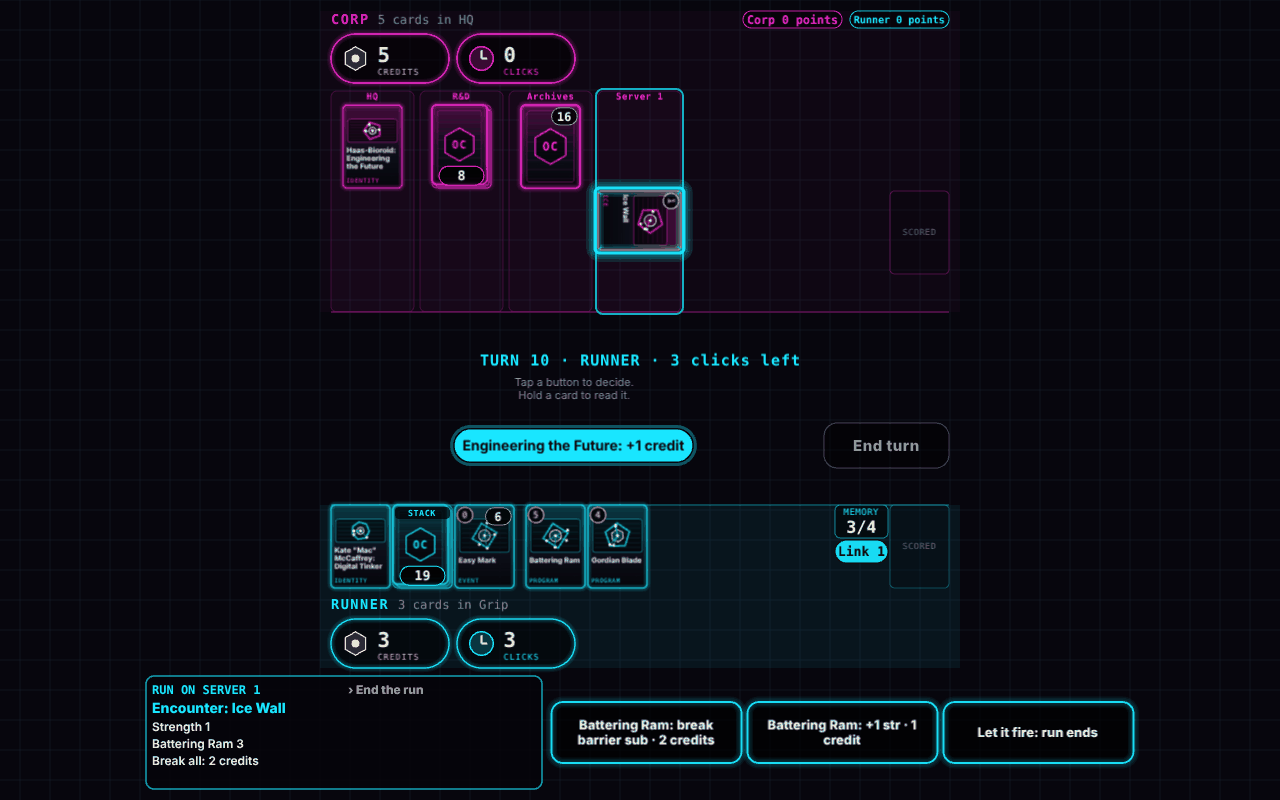 CORP 5 cards in HQ
Corp 0 points
Runner 0 points
5
CREDITS
0
CLICKS
HQ
R&D
Archives
Server 1
Haas-Bioroid:
Engineering
the Future
IDENTITY
OC
8
16
OC
ICE
Ice Wall
1
SCORED
TURN 10 · RUNNER · 3 clicks left
Tap a button to decide.
Hold a card to read it.
Engineering the Future: +1 credit
End turn
Kate "Mac"
McCaffrey:
Digital Tinker
IDENTITY
STACK
OC
19
0
6
Easy Mark
EVENT
5
Battering Ram
PROGRAM
4
Gordian Blade
PROGRAM
MEMORY
3/4
Link 1
SCORED
RUNNER 3 cards in Grip
3
CREDITS
3
CLICKS
RUN ON SERVER 1
› End the run
Encounter: Ice Wall
Strength 1
Battering Ram 3
Break all: 2 credits
Battering Ram: break
barrier sub · 2 credits
Battering Ram: +1 str · 1
credit
Let it fire: run ends